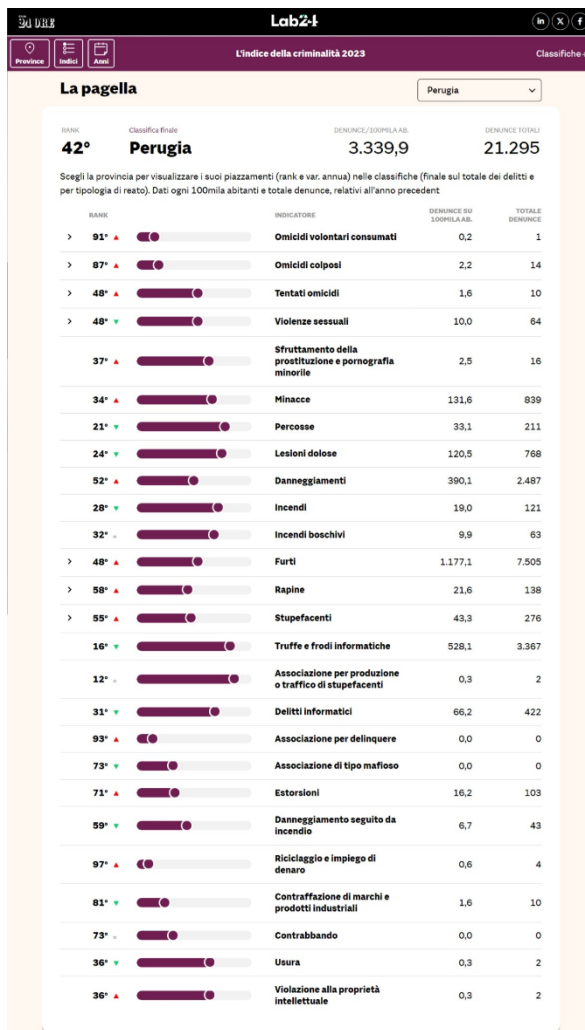 24 ORE
Lab24
in X f
Province Indici Anni L'indice della criminalità 2023 Classifiche
La pagella Perugia
RANK Classifica finale DENUNCE/100MILA AB. DENUNCE TOTALI
42° Perugia 3.339,9 21.295
Scegli la provincia per visualizzare i suoi piazzamenti (rank e var. annua) nelle classifiche (finale sul totale dei delitti e
per tipologia di reato). Dati ogni 100mila abitanti e totale denunce, relativi all'anno precedent
RANK INDICATORE DENUNCE SU 100MILA AB. TOTALE DENUNCE
91° Omicidi volontari consumati 0,2 1
87° Omicidi colposi 2,2 14
48° Tentati omicidi 1,6 10
48° Violenze sessuali 10,0 64
37° Sfruttamento della prostituzione e pornografia minorile 2,5 16
34° Minacce 131,6 839
21° Percosse 33,1 211
24° Lesioni dolose 120,5 768
52° Danneggiamenti 390,1 2.487
28° Incendi 19,0 121
32° Incendi boschivi 9,9 63
48° Furti 1.177,1 7.505
58° Rapine 21,6 138
55° Stupefacenti 43,3 276
16° Truffe e frodi informatiche 528,1 3.367
12° Associazione per produzione o traffico di stupefacenti 0,3 2
31° Delitti informatici 66,2 422
93° Associazione per delinquere 0,0 0
73° Associazione di tipo mafioso 0,0 0
71° Estorsioni 16,2 103
59° Danneggiamento seguito da incendio 6,7 43
97° Riciclaggio e impiego di denaro 0,6 4
81° Contraffazione di marchi e prodotti industriali 1,6 10
73° Contrabbando 0,0 0
36° Usura 0,3 2
36° Violazione alla proprietà intellettuale 0,3 2